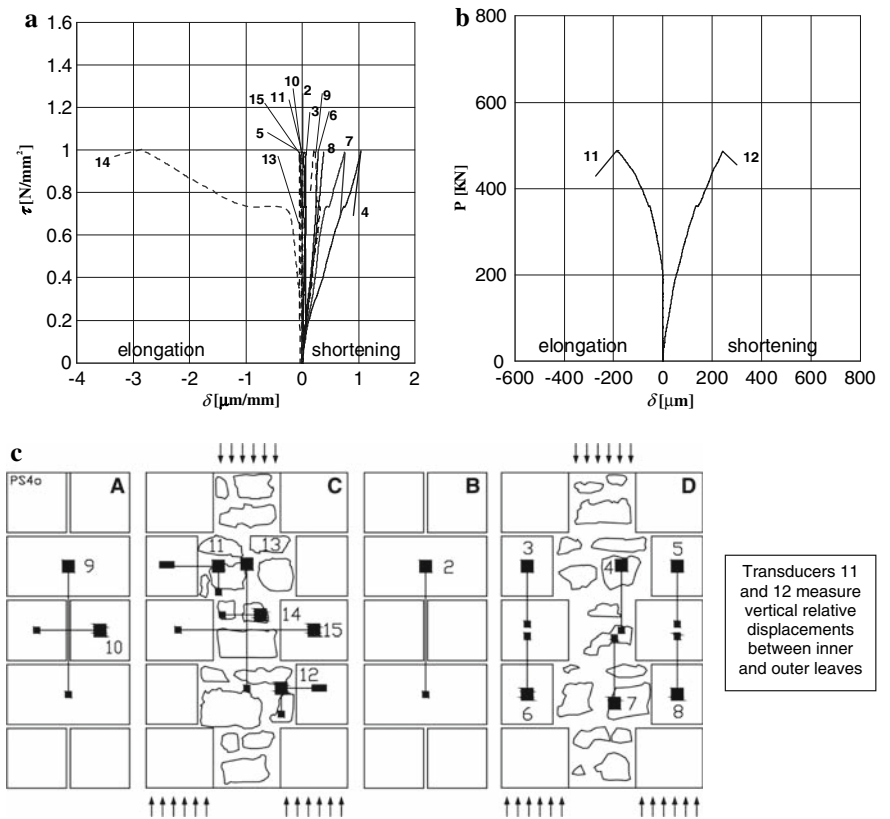 a
1.6
1.4
1.2
1
0.8
0.6
0.4
0.2
0
τ[N/mm²]
10
2
9
15
11
3
6
5
8
7
13
14
4
elongation
shortening
-4
-3
-2
-1
0
1
2
δ[μm/mm]
b
800
600
400
200
0
P [KN]
11
12
elongation
shortening
-600
-400
-200
0
200
400
600
800
δ[μm]
c
PS4o
A
9
10
C
11
13
14
15
12
B
2
D
3
4
5
6
7
8
Transducers 11
and 12 measure
vertical relative
displacements
between inner
and outer leaves